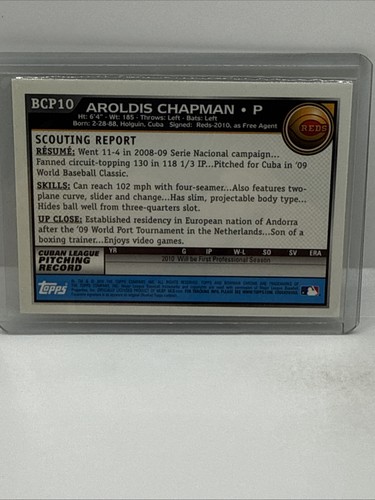 BCP10
AROLDIS CHAPMAN • P
Ht: 6'4" • Wt: 185 • Throws: Left • Bats: Left
Born: 2-28-88, Holguin, Cuba Signed: Reds-2010, as Free Agent
REDS
SCOUTING REPORT
RÉSUMÉ: Went 11-4 in 2008-09 Serie Nacional campaign...
Fanned circuit-topping 130 in 118 1/3 IP...Pitched for Cuba in '09
World Baseball Classic.
SKILLS: Can reach 102 mph with four-seamer...Also features two-
plane curve, slider and change...Has slim, projectable body type...
Hides ball well from three-quarters slot.
UP CLOSE: Established residency in European nation of Andorra
after the '09 World Port Tournament in the Netherlands...Son of a
boxing trainer...Enjoys video games.
CUBAN LEAGUE
PITCHING
RECORD
YR G IP W-L SO SV ERA
2010 Will be First Professional Season
Topps